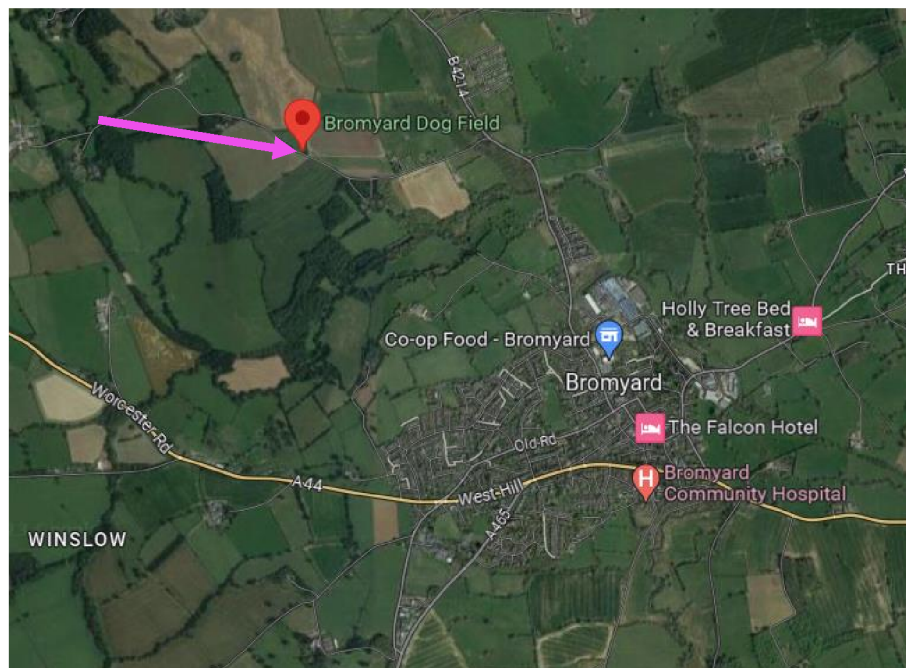 B4214
Bromyard Dog Field
TH
Holly Tree Bed
& Breakfast
Co-op Food - Bromyard
Bromyard
Worcester Rd
Old Rd
The Falcon Hotel
A44
West Hill
H
Bromyard
Community Hospital
A465
WINSLOW